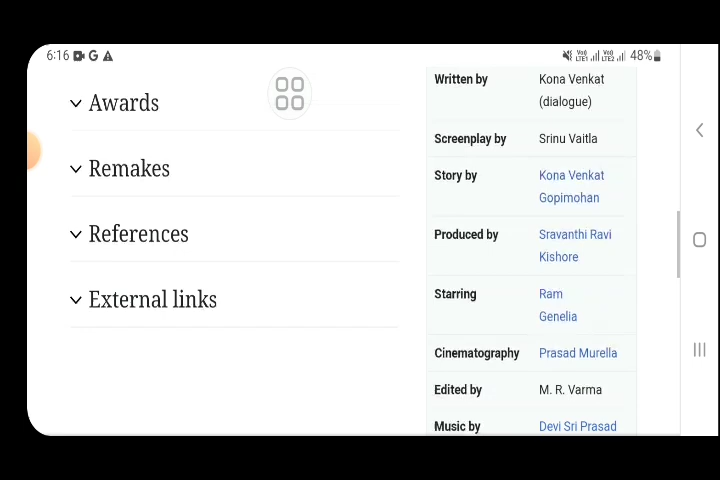 6:16 G 48%
Awards
Remakes
References
External links
Written by Kona Venkat
(dialogue)
Screenplay by Srinu Vaitla
Story by Kona Venkat
Gopimohan
Produced by Sravanthi Ravi
Kishore
Starring Ram
Genelia
Cinematography Prasad Murella
Edited by M. R. Varma
Music by Devi Sri Prasad